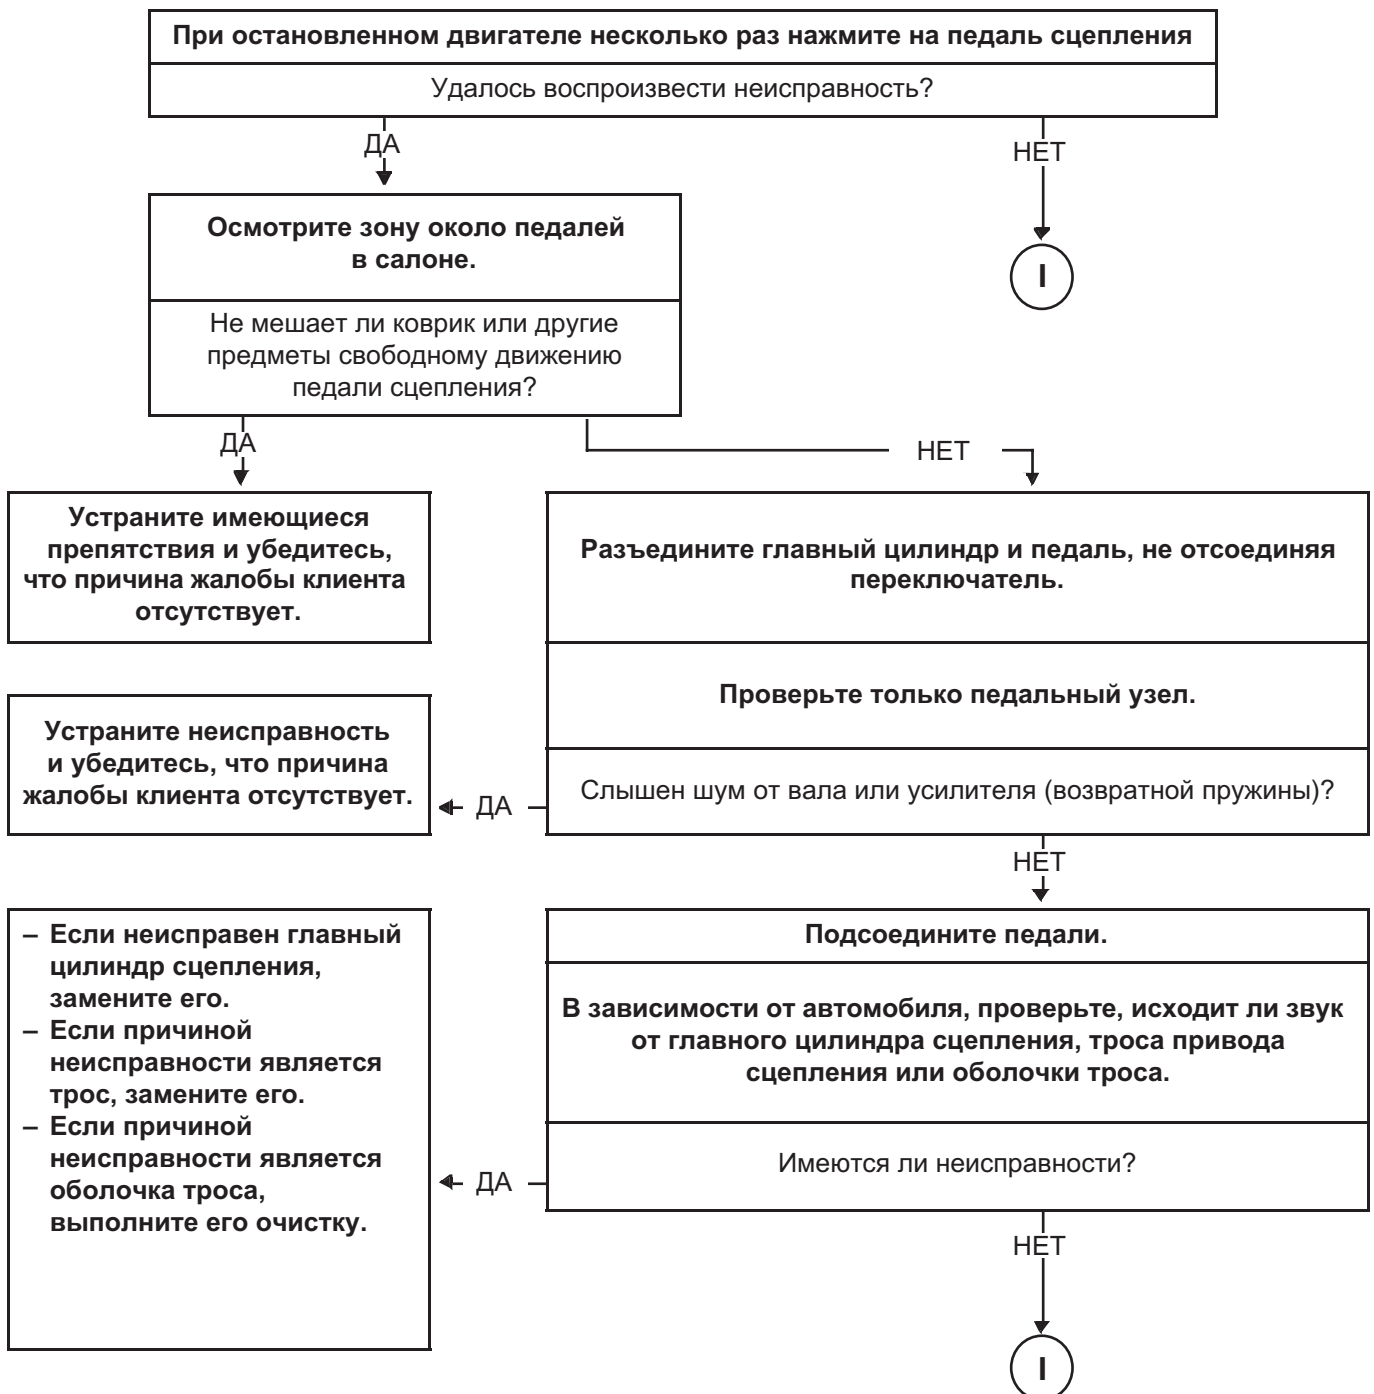 При остановленном двигателе несколько раз нажмите на педаль сцепления
Удалось воспроизвести неисправность?
ДА
НЕТ
Осмотрите зону около педалей
в салоне.
I
Не мешает ли коврик или другие
предметы свободному движению
педали сцепления?
ДА
НЕТ
Устраните имеющиеся
препятствия и убедитесь,
что причина жалобы клиента
отсутствует.
Разъедините главный цилиндр и педаль, не отсоединяя
переключатель.
Проверьте только педальный узел.
Устраните неисправность
и убедитесь, что причина
жалобы клиента отсутствует.
Слышен шум от вала или усилителя (возвратной пружины)?
ДА
НЕТ
– Если неисправен главный
цилиндр сцепления,
замените его.
– Если причиной
неисправности является
трос, замените его.
– Если причиной
неисправности является
оболочка троса,
выполните его очистку.
Подсоедините педали.
В зависимости от автомобиля, проверьте, исходит ли звук
от главного цилиндра сцепления, троса привода
сцепления или оболочки троса.
Имеются ли неисправности?
ДА
НЕТ
I